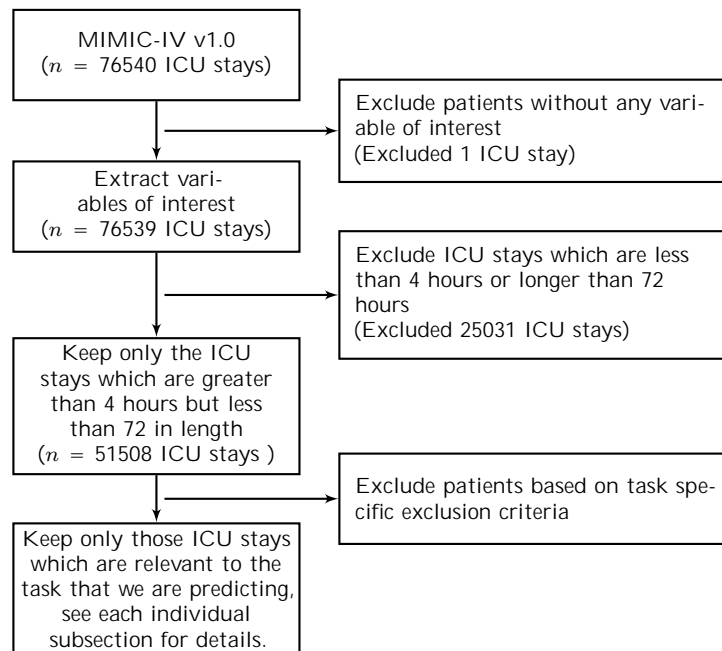 MIMIC-IV v1.0
(n = 76540 ICU stays)
Exclude patients without any vari-
able of interest
(Excluded 1 ICU stay)
Extract vari-
ables of interest
(n = 76539 ICU stays)
Exclude ICU stays which are less
than 4 hours or longer than 72
hours
(Excluded 25031 ICU stays)
Keep only the ICU
stays which are greater
than 4 hours but less
than 72 in length
(n = 51508 ICU stays )
Exclude patients based on task spe-
cific exclusion criteria
Keep only those ICU stays
which are relevant to the
task that we are predicting,
see each individual
subsection for details.